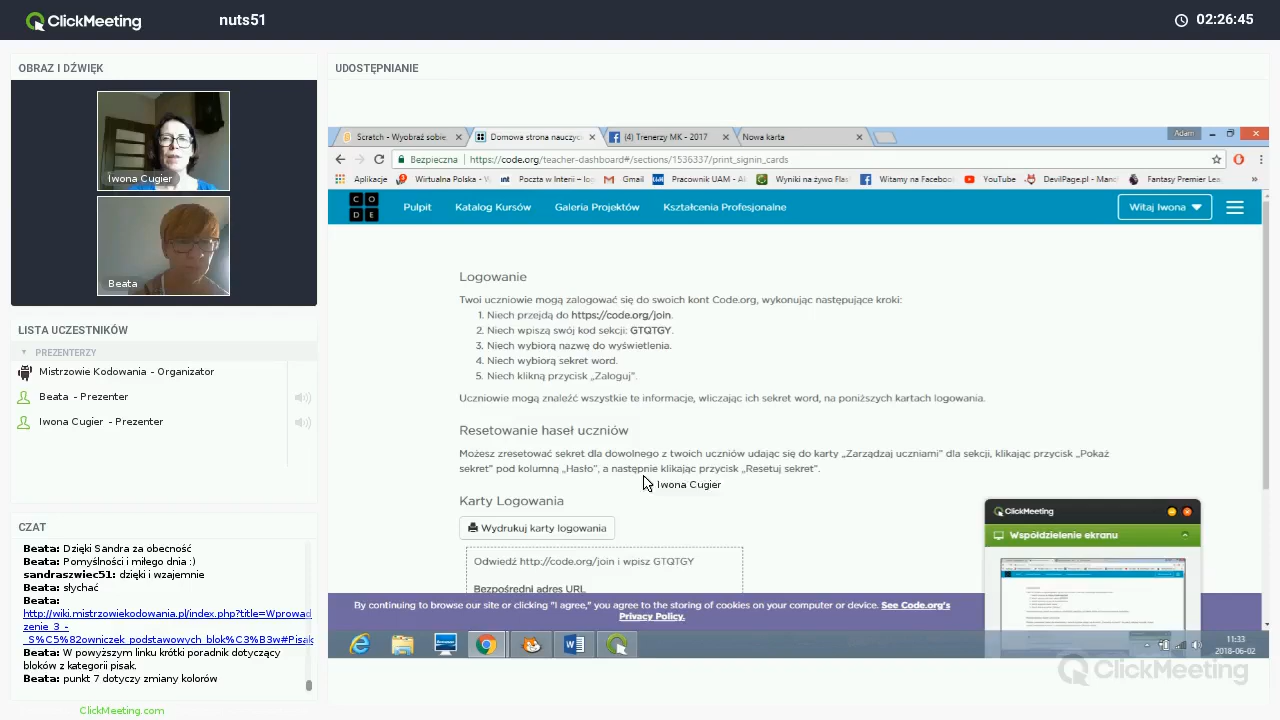 ClickMeeting
nuts51
02:26:45
OBRAZ I DŹWIĘK
Iwona Cugier
Beata
LISTA UCZESTNIKÓW
PREZENTERZY
Mistrzowie Kodowania - Organizator
Beata - Prezenter
Iwona Cugier - Prezenter
CZAT
Beata: Dzięki Sandra za obecność
Beata: Pomyślności i miłego dnia :)
sandraszwiec51: dzięki i wzajemnie
Beata: słychać
Beata:
http://wiki.mistrzowiekodowania.pl/index.php?title=Wprowad
zenie_3_-
_S%C5%82owniczek_podstawowych_blok%C3%B3w#Pisak
Beata: W powyższym linku krótki poradnik dotyczący
bloków z kategorii pisak.
Beata: punkt 7 dotyczy zmiany kolorów
ClickMeeting.com
UDOSTĘPNIANIE
Scratch - Wybraź sobie
Domowa strona nauczyci
(4) Trenerzy MK - 2017
Nowa karta
Adam
Bezpieczna
https://code.org/teacher-dashboard#/sections/1536337/print_signin_cards
Aplikacje
Wirtualna Polska - W
Poczta w Interii – log
Gmail
Pracownik UAM - Al
Wyniki na żywo Flas
Witamy na Faceboo
YouTube
DevilPage.pl - Manc
Fantasy Premier Lea
»
CODE
Pulpit
Katalog Kursów
Galeria Projektów
Kształcenia Profesjonalne
Witaj Iwona
Logowanie
Twoi uczniowie mogą zalogować się do swoich kont Code.org, wykonując następujące kroki:
1. Niech przejdą do https://code.org/join.
2. Niech wpiszą swój kod sekcji: GTQTGY.
3. Niech wybiorą nazwę do wyświetlenia.
4. Niech wybiorą sekret word.
5. Niech klikną przycisk „Zaloguj”.
Uczniowie mogą znaleźć wszystkie te informacje, wliczając ich sekret word, na poniższych kartach logowania.
Resetowanie haseł uczniów
Możesz zresetować sekret dla dowolnego z twoich uczniów udając się do karty „Zarządzaj uczniami” dla sekcji, klikając przycisk „Pokaż
sekret” pod kolumną „Hasło”, a następnie klikając przycisk „Resetuj sekret”.
Iwona Cugier
Karty Logowania
Wydrukuj karty logowania
Odwiedź http://code.org/join i wpisz GTQTGY
Bezpośredni adres URL
ClickMeeting
Współdzielenie ekranu
By continuing to browse our site or clicking "I agree," you agree to the storing of cookies on your computer or device. See Code.org's
Privacy Policy.
11:33
2018-06-02
ClickMeeting